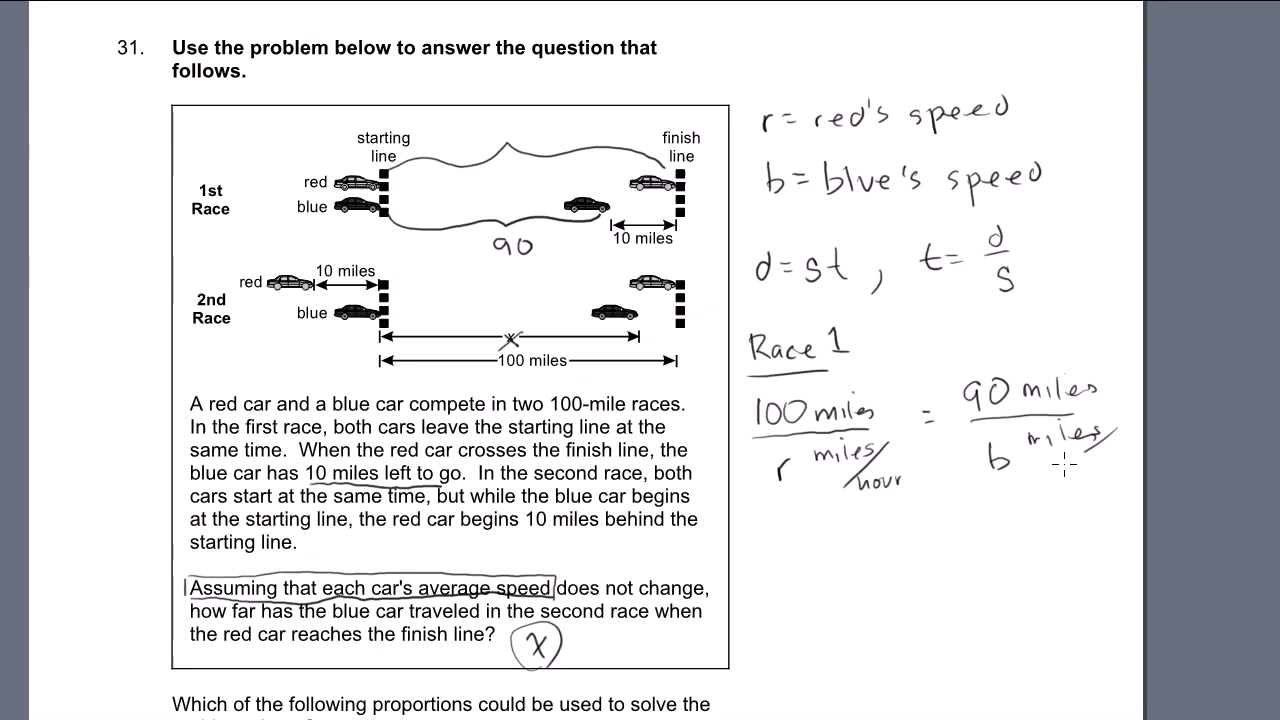 31. Use the problem below to answer the question that
follows.
starting
line
finish
line
1st
Race
red
blue
10 miles
90
2nd
Race
red
10 miles
blue
x
100 miles
A red car and a blue car compete in two 100-mile races.
In the first race, both cars leave the starting line at the
same time. When the red car crosses the finish line, the
blue car has 10 miles left to go. In the second race, both
cars start at the same time, but while the blue car begins
at the starting line, the red car begins 10 miles behind the
starting line.
Assuming that each car's average speed does not change,
how far has the blue car traveled in the second race when
the red car reaches the finish line? x
Which of the following proportions could be used to solve the
r = red's speed
b = blue's speed
d = st , t = d/s
Race 1
100 miles / r miles/hour = 90 miles / b miles/